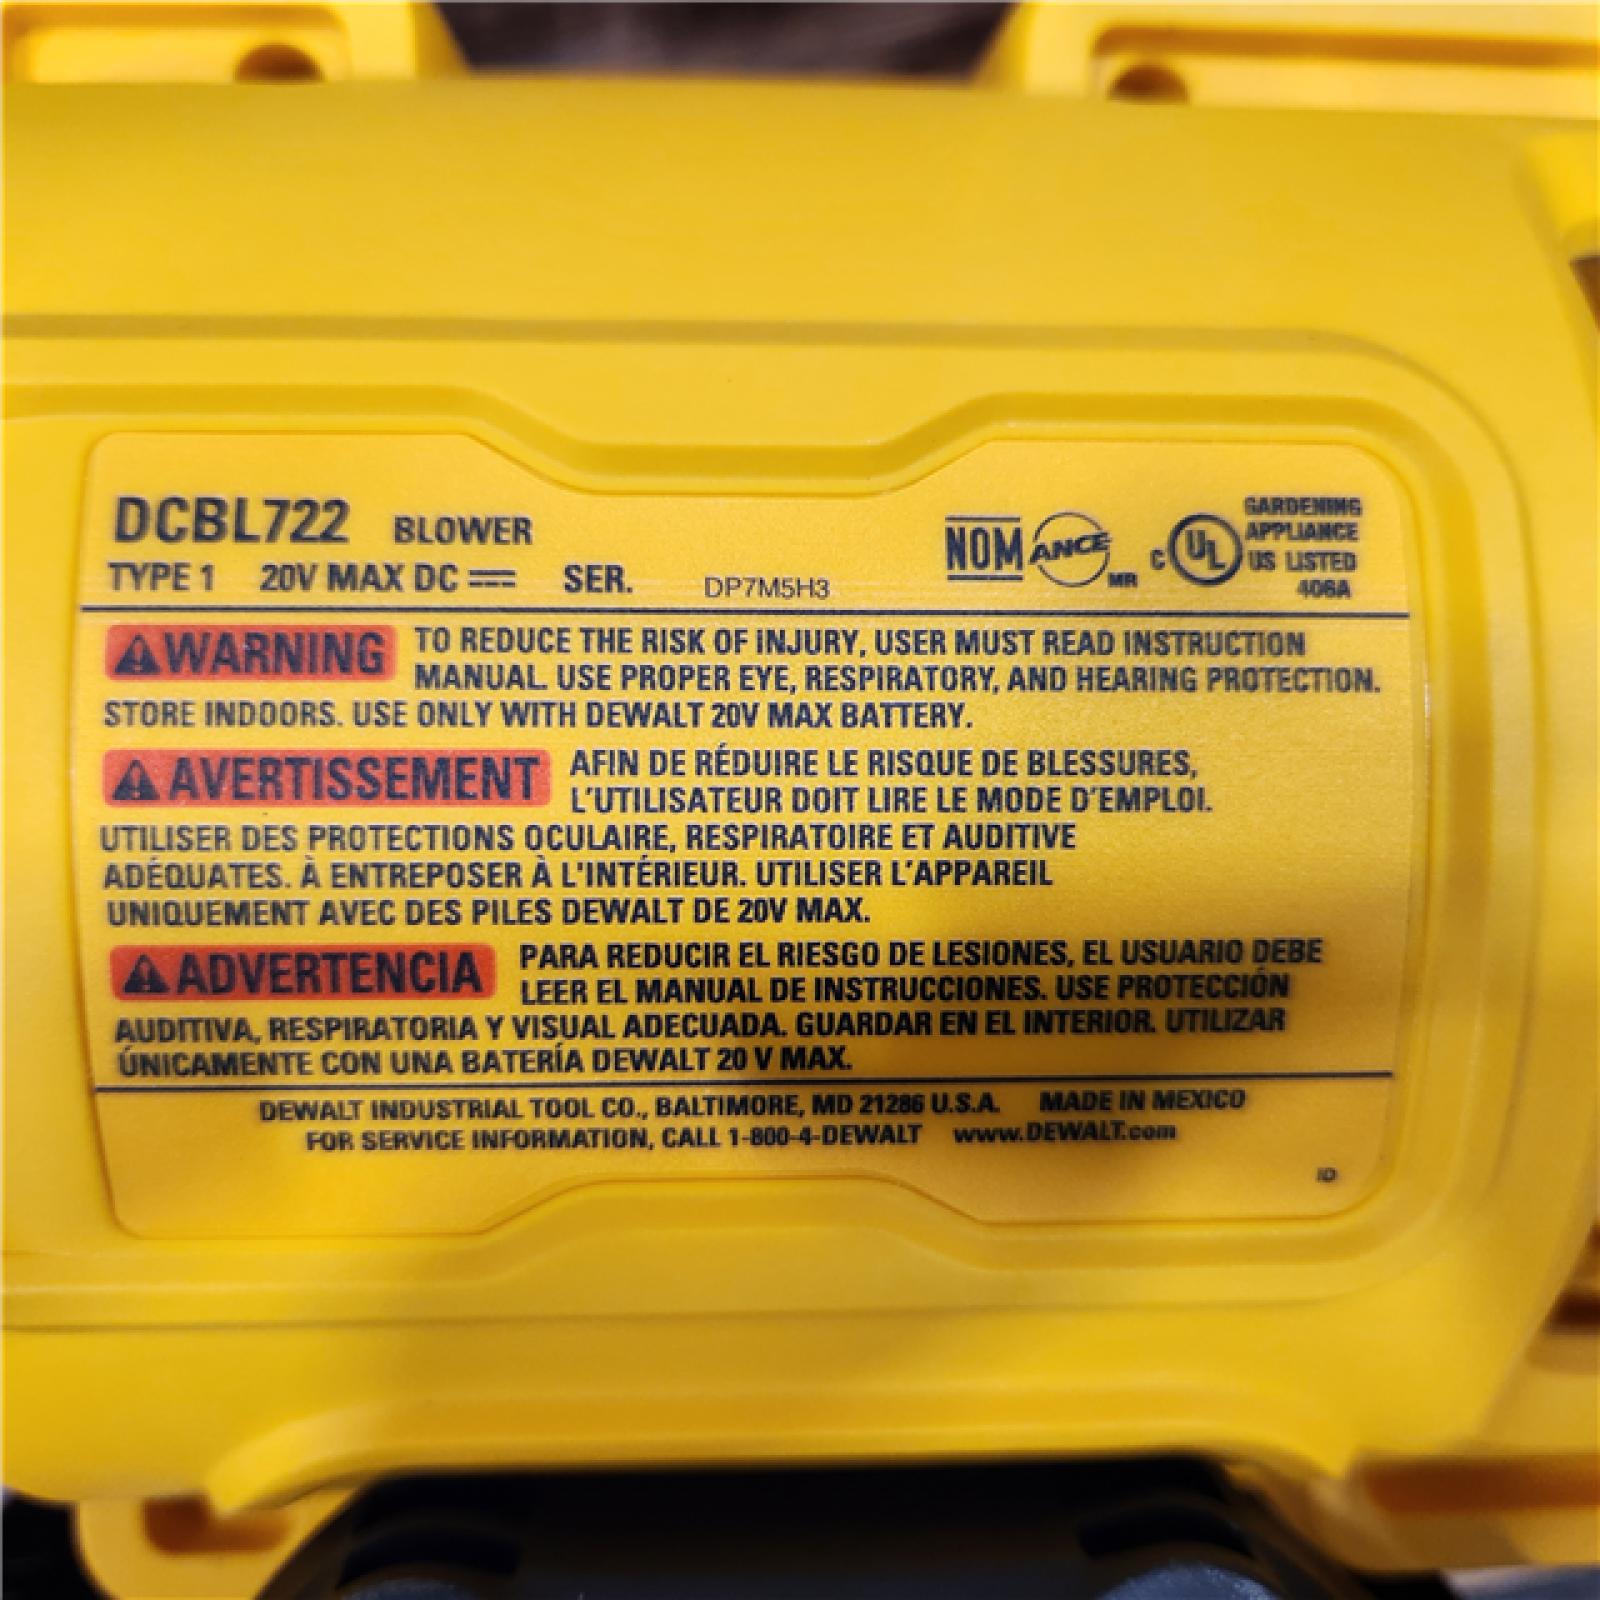 DCBL722 BLOWER
TYPE 1 20V MAX DC SER. DP7M5H3
NOM ANCE MR
C UL US LISTED
GARDENING
APPLIANCE
406A
WARNING TO REDUCE THE RISK OF INJURY, USER MUST READ INSTRUCTION
MANUAL. USE PROPER EYE, RESPIRATORY, AND HEARING PROTECTION.
STORE INDOORS. USE ONLY WITH DEWALT 20V MAX BATTERY.
AVERTISSEMENT AFIN DE RÉDUIRE LE RISQUE DE BLESSURES,
L'UTILISATEUR DOIT LIRE LE MODE D'EMPLOI.
UTILISER DES PROTECTIONS OCULAIRE, RESPIRATOIRE ET AUDITIVE
ADÉQUATES. À ENTREPOSER À L'INTÉRIEUR. UTILISER L'APPAREIL
UNIQUEMENT AVEC DES PILES DEWALT DE 20V MAX.
ADVERTENCIA PARA REDUCIR EL RIESGO DE LESIONES, EL USUARIO DEBE
LEER EL MANUAL DE INSTRUCCIONES. USE PROTECCIÓN
AUDITIVA, RESPIRATORIA Y VISUAL ADECUADA. GUARDAR EN EL INTERIOR. UTILIZAR
ÚNICAMENTE CON UNA BATERÍA DEWALT 20 V MAX.
DEWALT INDUSTRIAL TOOL CO., BALTIMORE, MD 21286 U.S.A. MADE IN MEXICO
FOR SERVICE INFORMATION, CALL 1-800-4-DEWALT www.DEWALT.com
ID